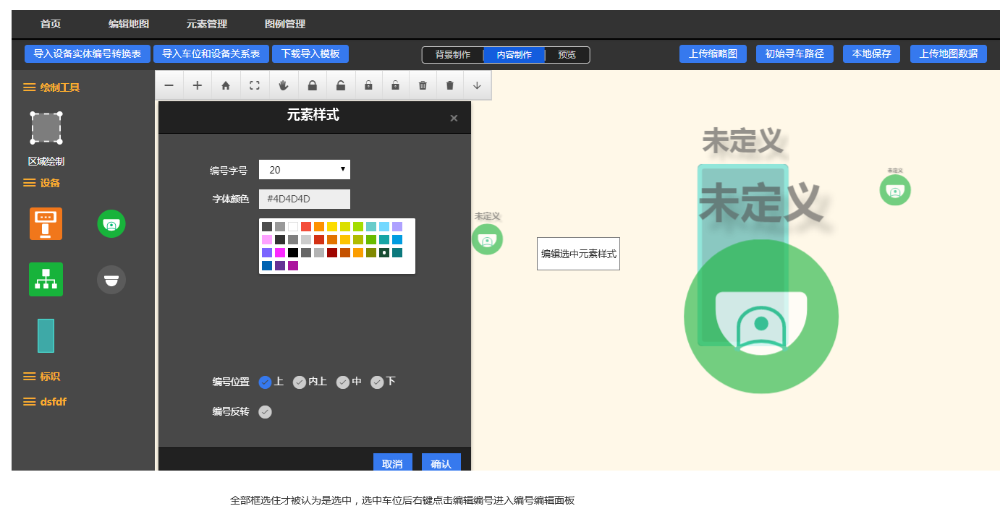 首页 编辑地图 元素管理 图例管理
导入设备实体编号转换表 导入车位和设备关系表 下载导入模板 背景制作 内容制作 预览 上传缩略图 初始寻车路径 本地保存 上传地图数据
绘制工具
区域绘制
设备
标识
dsfdf
元素样式 ×
编号字号 20
字体颜色 #4D4D4D
编号位置 上 内上 中 下
编号反转
取消 确认
未定义
编辑选中元素样式
未定义
未定义
未定义
全部框选住才被认为是选中，选中车位后右键点击编辑编号进入编号编辑面板